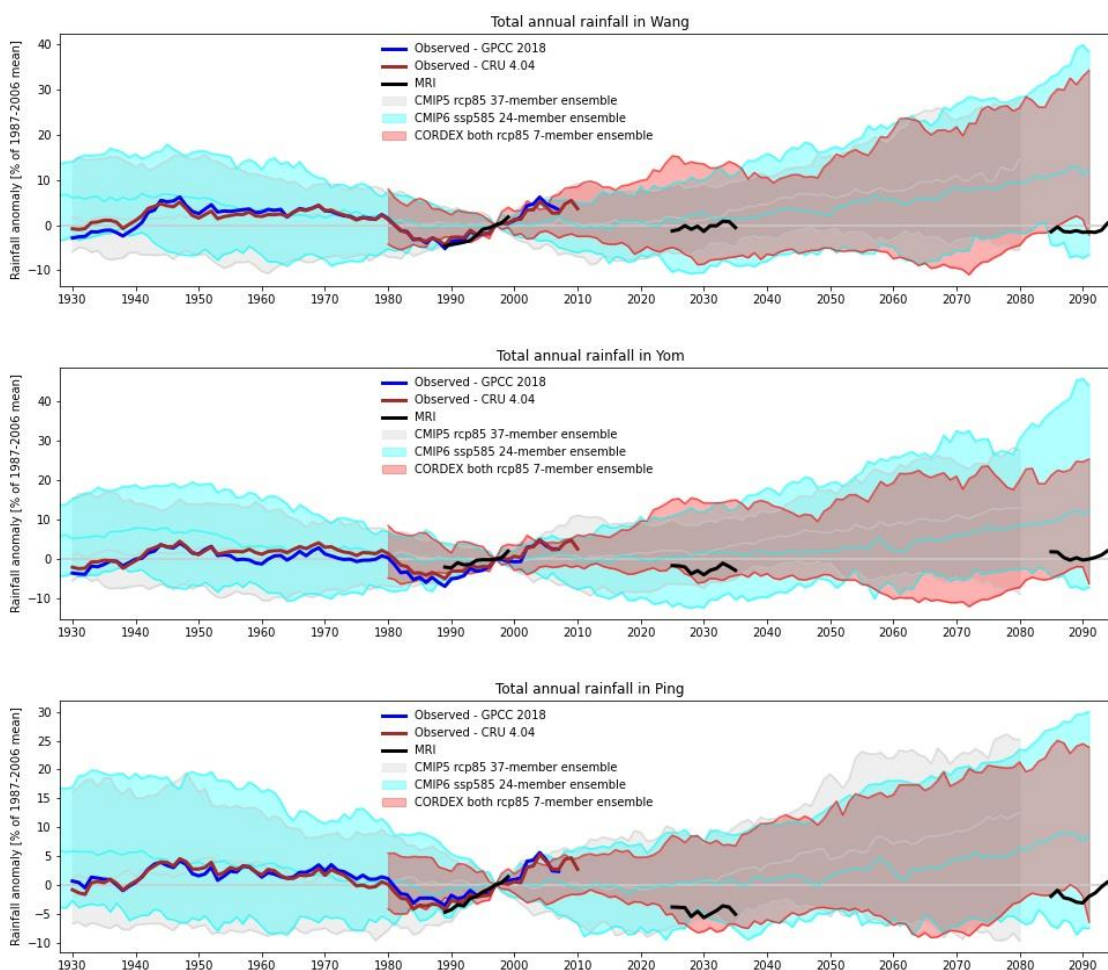 Total annual rainfall in Wang
Rainfall anomaly [% of 1987-2006 mean]
40
30
20
10
0
−10
Observed - GPCC 2018
Observed - CRU 4.04
MRI
CMIP5 rcp85 37-member ensemble
CMIP6 ssp585 24-member ensemble
CORDEX both rcp85 7-member ensemble
1930 1940 1950 1960 1970 1980 1990 2000 2010 2020 2030 2040 2050 2060 2070 2080 2090
Total annual rainfall in Yom
Rainfall anomaly [% of 1987-2006 mean]
40
30
20
10
0
−10
Observed - GPCC 2018
Observed - CRU 4.04
MRI
CMIP5 rcp85 37-member ensemble
CMIP6 ssp585 24-member ensemble
CORDEX both rcp85 7-member ensemble
1930 1940 1950 1960 1970 1980 1990 2000 2010 2020 2030 2040 2050 2060 2070 2080 2090
Total annual rainfall in Ping
Rainfall anomaly [% of 1987-2006 mean]
30
25
20
15
10
5
0
−5
−10
Observed - GPCC 2018
Observed - CRU 4.04
MRI
CMIP5 rcp85 37-member ensemble
CMIP6 ssp585 24-member ensemble
CORDEX both rcp85 7-member ensemble
1930 1940 1950 1960 1970 1980 1990 2000 2010 2020 2030 2040 2050 2060 2070 2080 2090